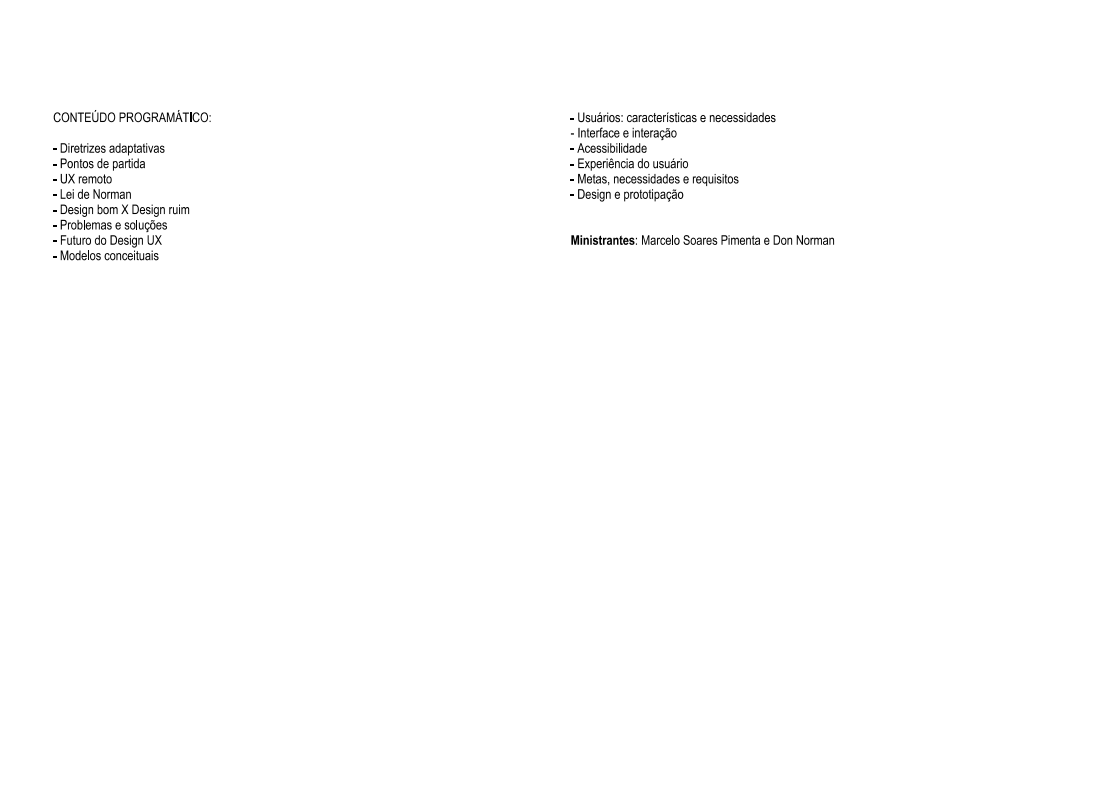 CONTEÚDO PROGRAMÁTICO:
- Diretrizes adaptativas
- Pontos de partida
- UX remoto
- Lei de Norman
- Design bom X Design ruim
- Problemas e soluções
- Futuro do Design UX
- Modelos conceituais
- Usuários: características e necessidades
- Interface e interação
- Acessibilidade
- Experiência do usuário
- Metas, necessidades e requisitos
- Design e prototipação
Ministrantes: Marcelo Soares Pimenta e Don Norman